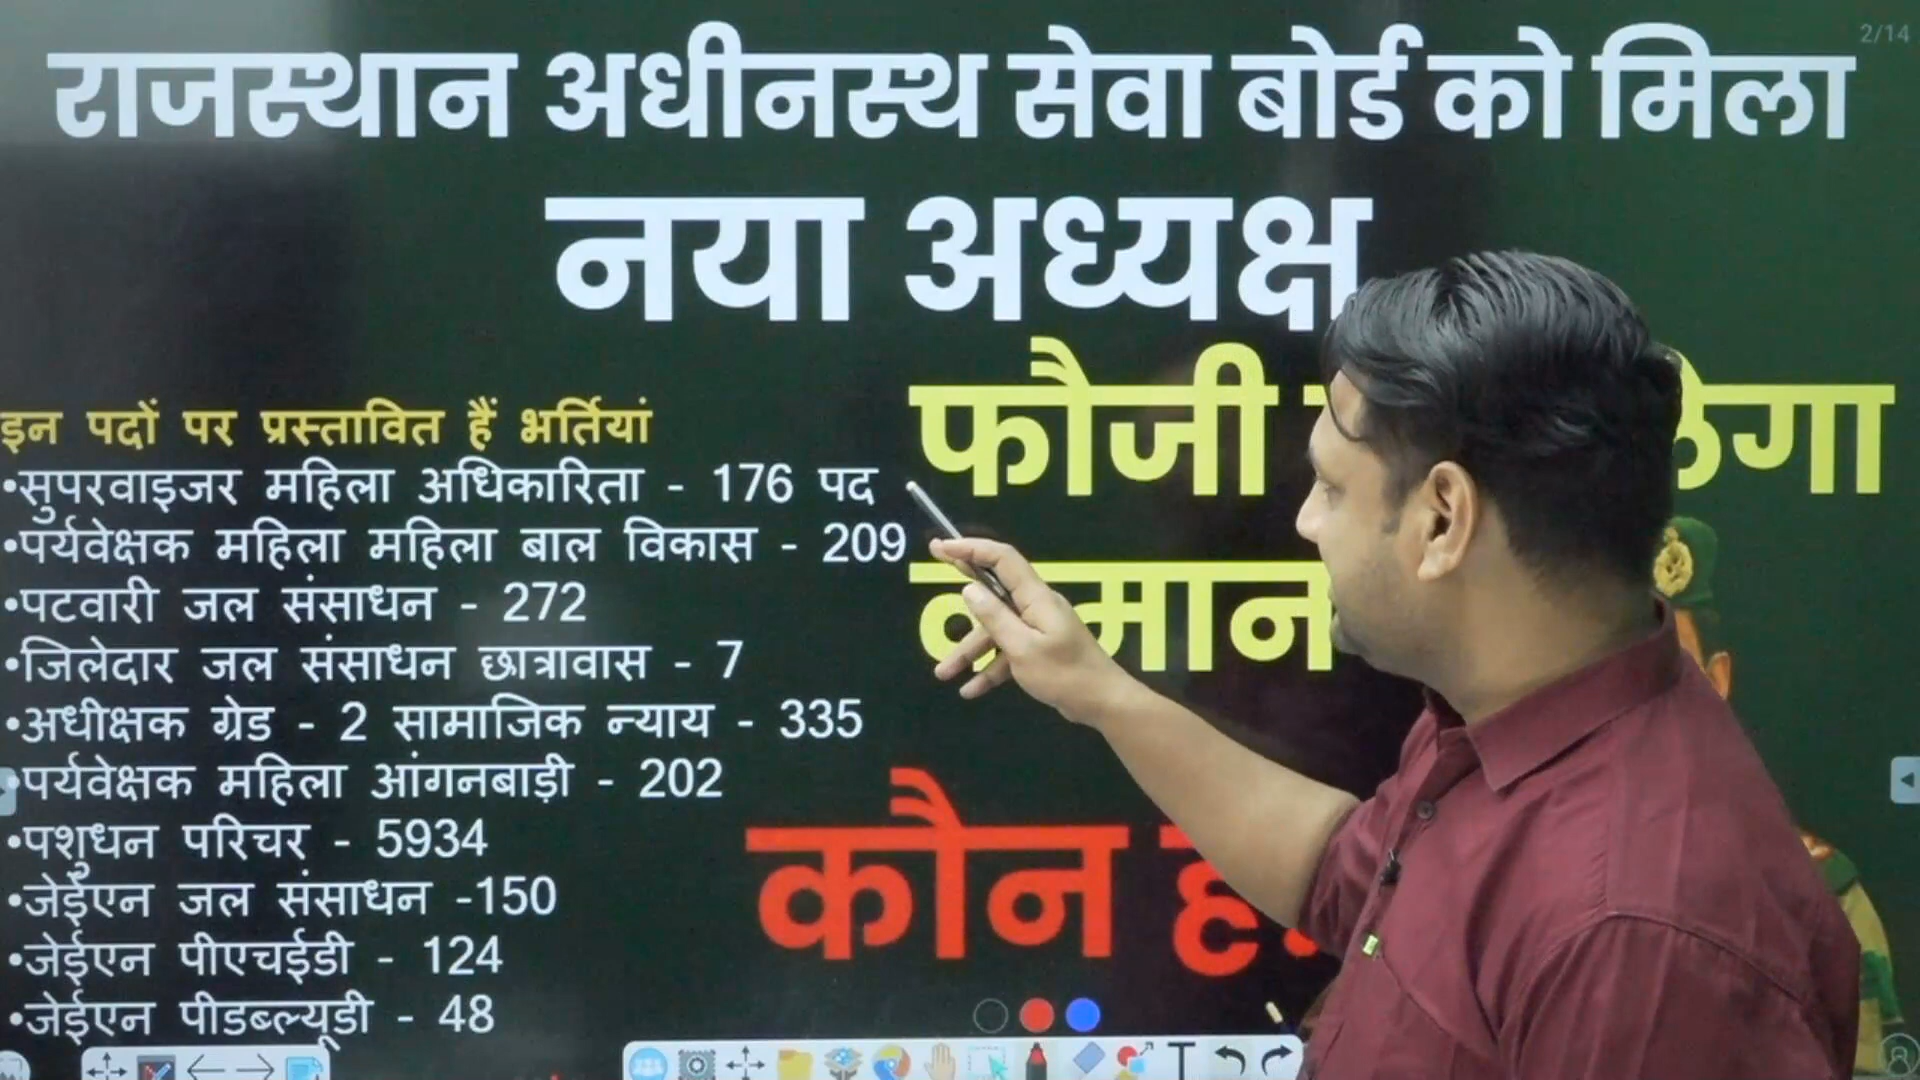 2/14
राजस्थान अधीनस्थ सेवा बोर्ड को मिला
नया अध्यक्ष
फौजी
कमान
कौन है
इन पदों पर प्रस्तावित हैं भर्तियां
•सुपरवाइजर महिला अधिकारिता - 176 पद
•पर्यवेक्षक महिला महिला बाल विकास - 209
•पटवारी जल संसाधन - 272
•जिलेदार जल संसाधन छात्रावास - 7
•अधीक्षक ग्रेड - 2 सामाजिक न्याय - 335
•पर्यवेक्षक महिला आंगनबाड़ी - 202
•पशुधन परिचर - 5934
•जेईएन जल संसाधन -150
•जेईएन पीएचईडी - 124
•जेईएन पीडब्ल्यूडी - 48